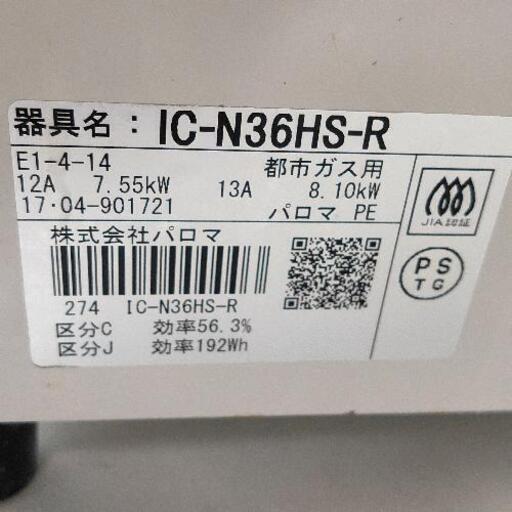 器具名：IC-N36HS-R
E1-4-14 都市ガス用
12A 7.55kW 13A 8.10kW
17・04-901721 パロマ PE
株式会社パロマ
274 IC-N36HS-R
区分C 効率56.3%
区分J 効率192Wh
JIA認証
PS
TG